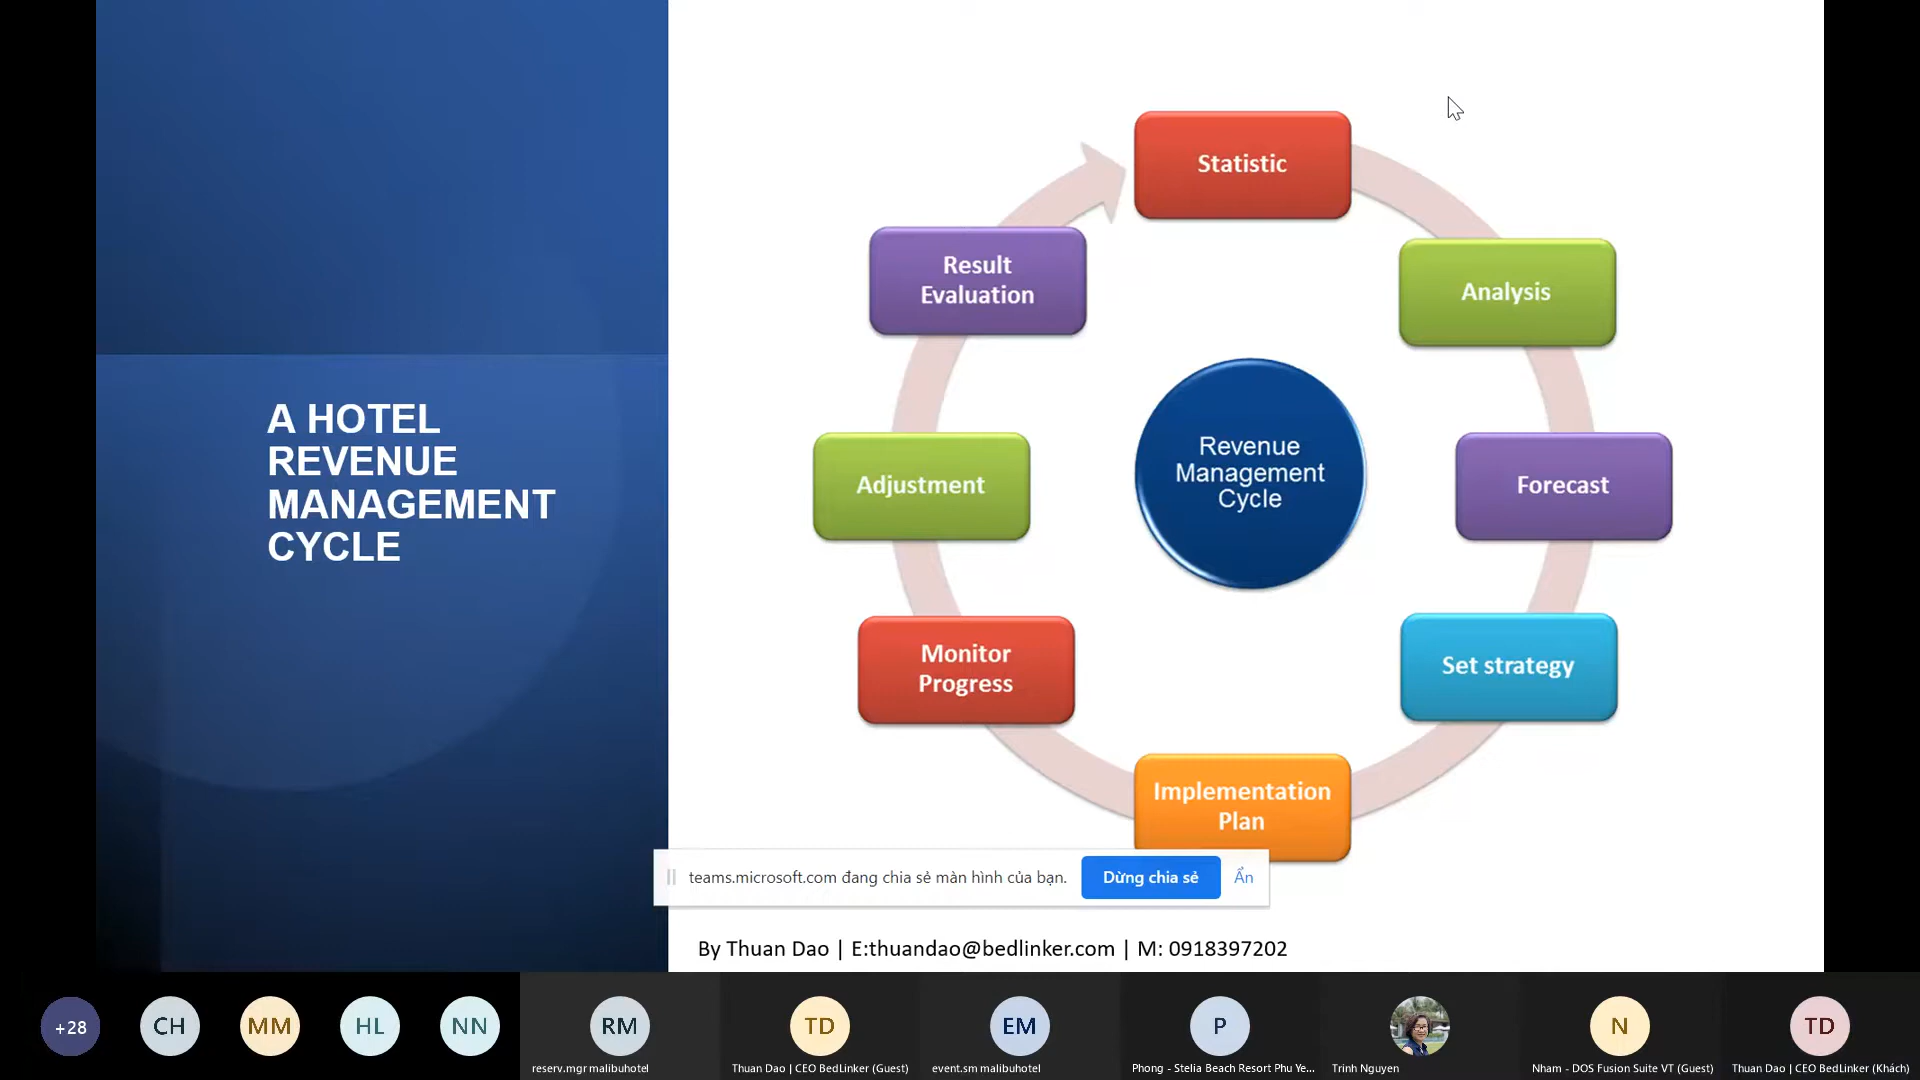 A HOTEL
REVENUE
MANAGEMENT
CYCLE
Statistic
Analysis
Forecast
Set strategy
Implementation
Plan
Monitor
Progress
Adjustment
Result
Evaluation
Revenue
Management
Cycle
teams.microsoft.com đang chia sẻ màn hình của bạn.
Dừng chia sẻ
Ẩn
By Thuan Dao | E:thuandao@bedlinker.com | M: 0918397202
+28
CH
MM
HL
NN
RM
reserv.mgr malibuhotel
TD
Thuan Dao | CEO BedLinker (Guest)
EM
event.sm malibuhotel
P
Phong - Stelia Beach Resort Phu Ye...
Trinh Nguyen
N
Nham - DOS Fusion Suite VT (Guest)
TD
Thuan Dao | CEO BedLinker (Khách)